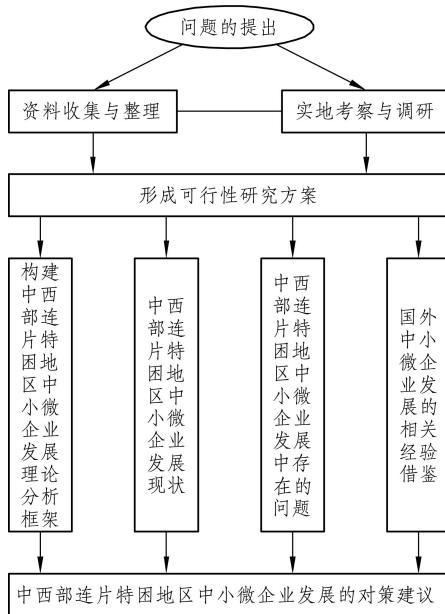 问题的提出
资料收集与整理
实地考察与调研
形成可行性研究方案
构建
中西
部连
片特
困地
区中
小微
企业
发展
理论
分析
框架
中西
部连
片特
困地
区中
小微
企业
发展
现状
中西
部连
片特
困地
区中
小微
企业
发展
中存
在的
问题
国外
中小
微企
业发
展的
相关
经验
借鉴
中西部连片特困地区中小微企业发展的对策建议